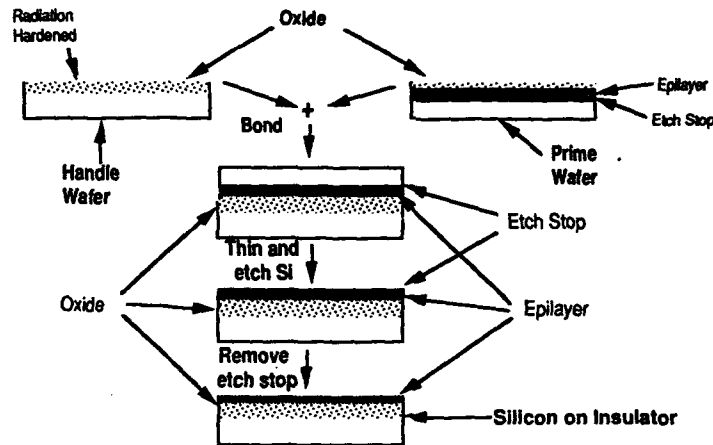 Radiation
Hardened
Oxide
Epilayer
+
Bond
Etch Stop
Handle
Wafer
Prime
Wafer
Etch Stop
Thin and
etch Si
Oxide
Epilayer
Remove
etch stop
Silicon on Insulator